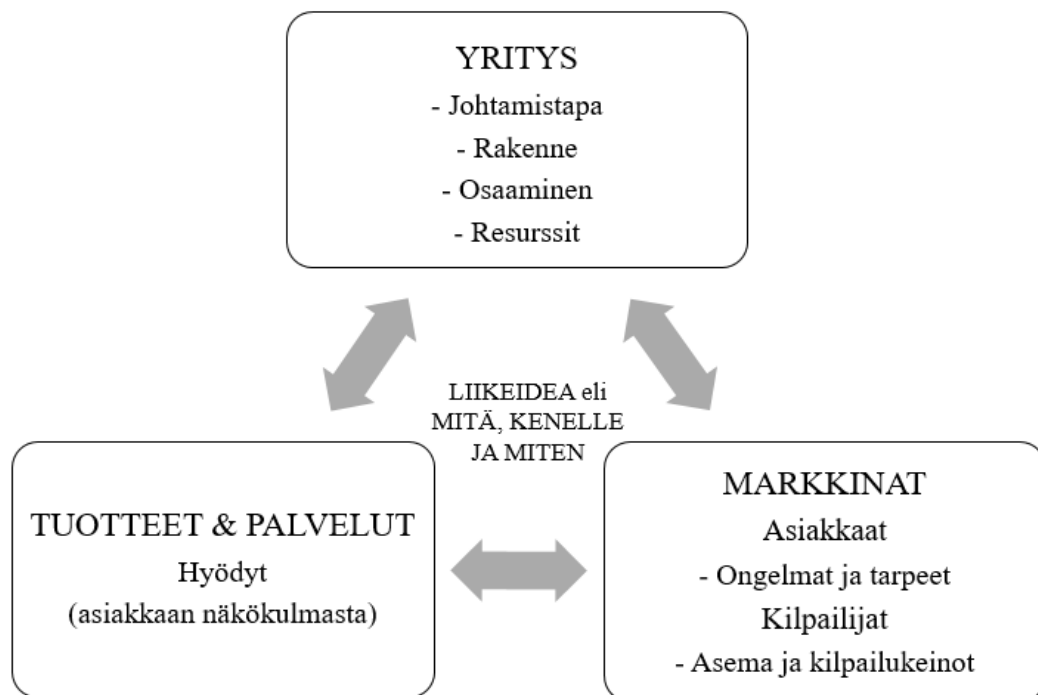 YRITYS
- Johtamistapa
- Rakenne
- Osaaminen
- Resurssit
LIIKEIDEA eli
MITÄ, KENELLE
JA MITEN
TUOTTEET & PALVELUT
Hyödyt
(asiakkaan näkökulmasta)
MARKKINAT
Asiakkaat
- Ongelmat ja tarpeet
Kilpailijat
- Asema ja kilpailukeinot